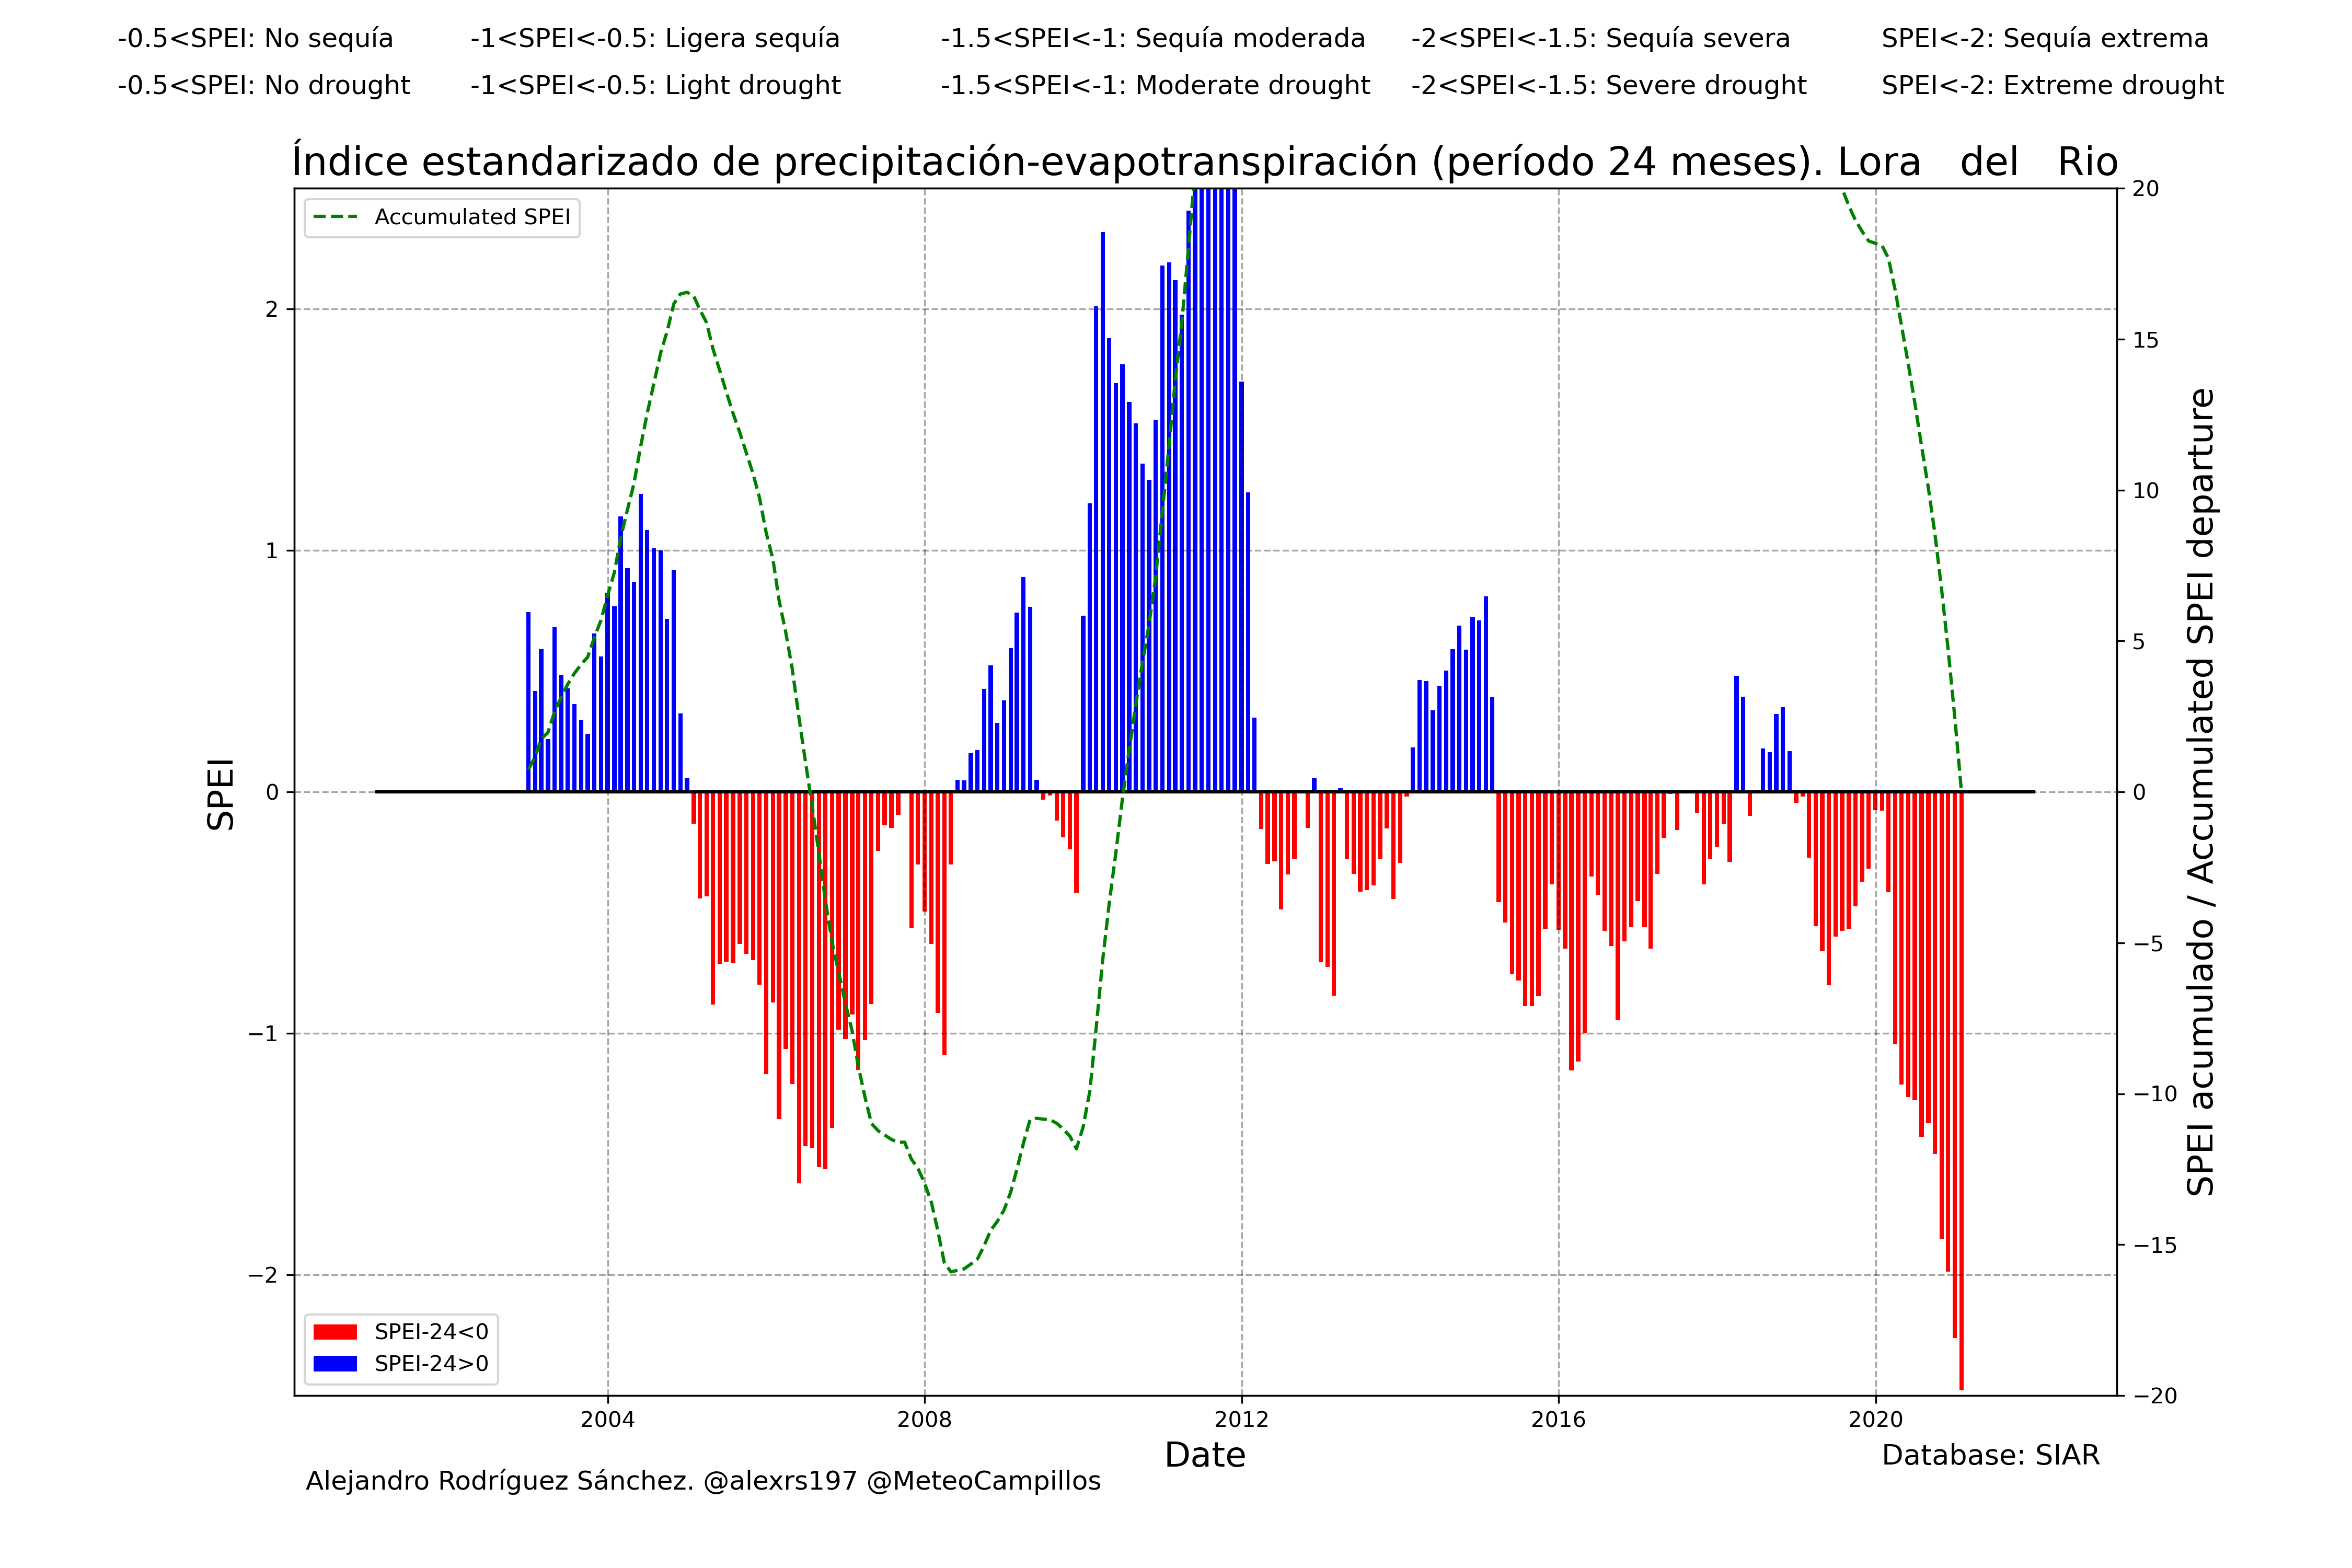 -0.5<SPEI: No sequía
-1<SPEI<-0.5: Ligera sequía
-1.5<SPEI<-1: Sequía moderada
-2<SPEI<-1.5: Sequía severa
SPEI<-2: Sequía extrema
-0.5<SPEI: No drought
-1<SPEI<-0.5: Light drought
-1.5<SPEI<-1: Moderate drought
-2<SPEI<-1.5: Severe drought
SPEI<-2: Extreme drought
Índice estandarizado de precipitación-evapotranspiración (período 24 meses). Lora del Rio
Accumulated SPEI
SPEI
2
1
0
−1
−2
20
15
10
5
0
−5
−10
−15
−20
SPEI acumulado / Accumulated SPEI departure
SPEI-24<0
SPEI-24>0
2004
2008
2012
2016
2020
Date
Database: SIAR
Alejandro Rodríguez Sánchez. @alexrs197 @MeteoCampillos